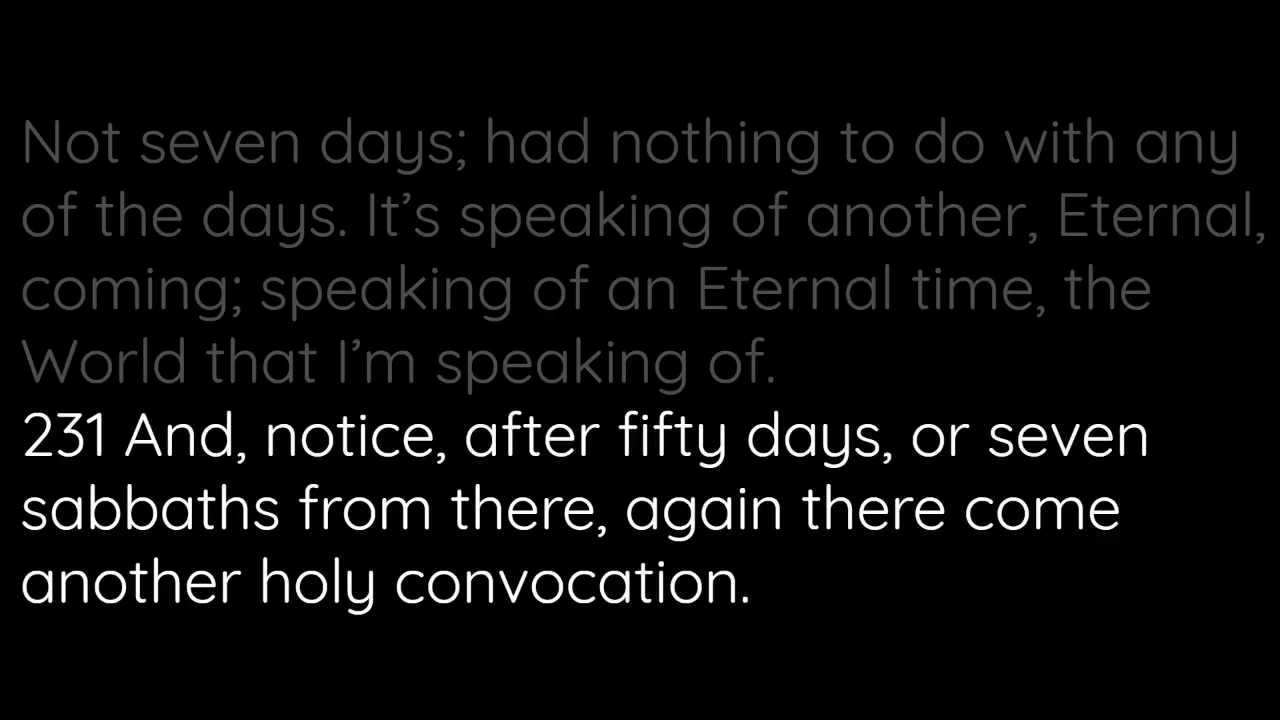 Not seven days; had nothing to do with any
of the days. It’s speaking of another, Eternal,
coming; speaking of an Eternal time, the
World that I’m speaking of.
231 And, notice, after fifty days, or seven
sabbaths from there, again there come
another holy convocation.